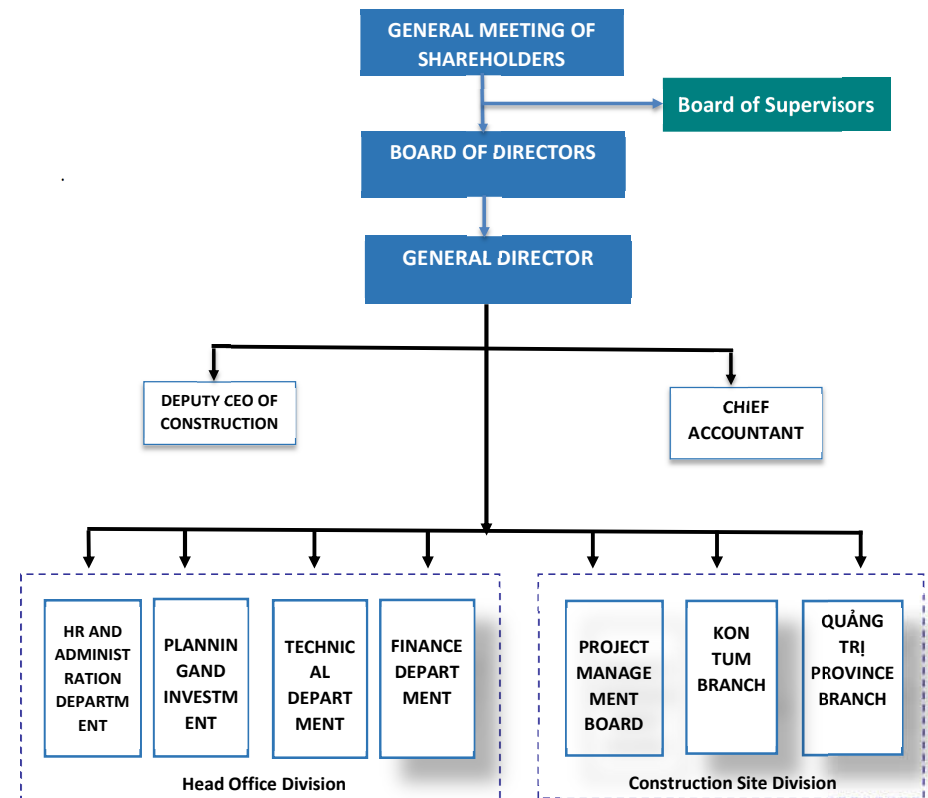 GENERAL MEETING OF
SHAREHOLDERS
Board of Supervisors
BOARD OF DIRECTORS
GENERAL DIRECTOR
DEPUTY CEO OF
CONSTRUCTION
CHIEF
ACCOUNTANT
HR AND
ADMINIST
RATION
DEPARTM
ENT
PLANNIN
GAND
INVESTM
ENT
TECHNIC
AL
DEPART
MENT
FINANCE
DEPART
MENT
PROJECT
MANAGE
MENT
BOARD
KON
TUM
BRANCH
QUẢNG
TRỊ
PROVINCE
BRANCH
Head Office Division
Construction Site Division